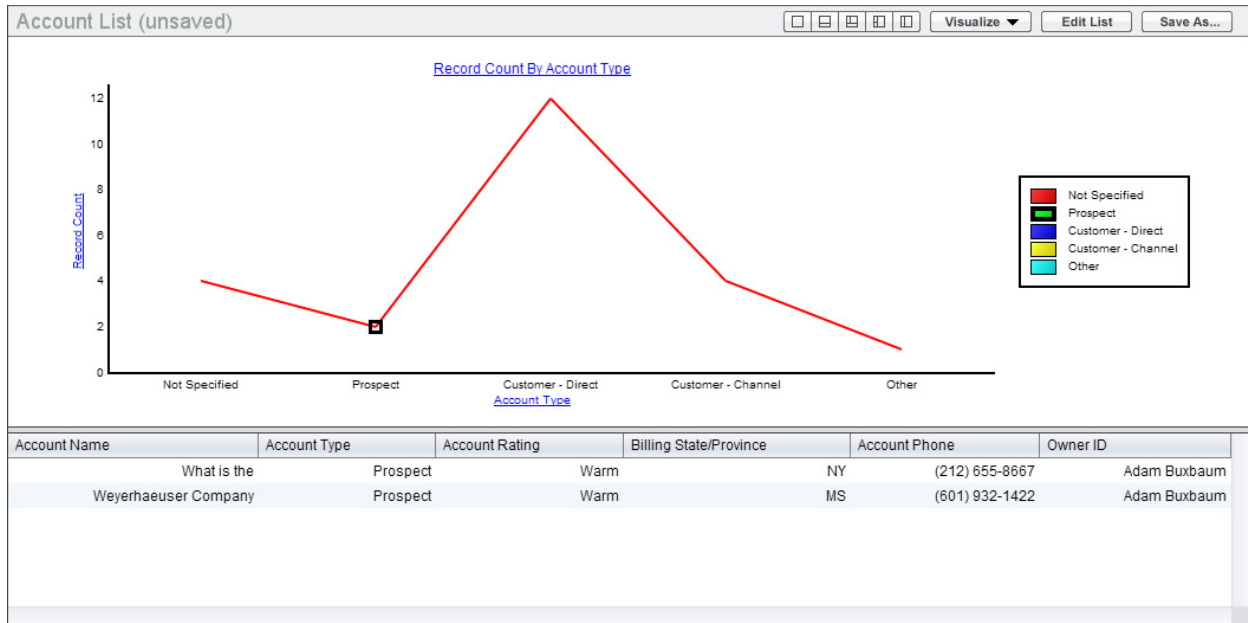 Account List (unsaved)
Visualize
Edit List
Save As...
Record Count By Account Type
12
10
8
6
4
2
0
Record Count
Not Specified
Prospect
Customer - Direct
Customer - Channel
Other
Account Type
Not Specified
Prospect
Customer - Direct
Customer - Channel
Other
Account Name Account Type Account Rating Billing State/Province Account Phone Owner ID
What is the Prospect Warm NY (212) 655-8667 Adam Buxbaum
Weyerhaeuser Company Prospect Warm MS (601) 932-1422 Adam Buxbaum